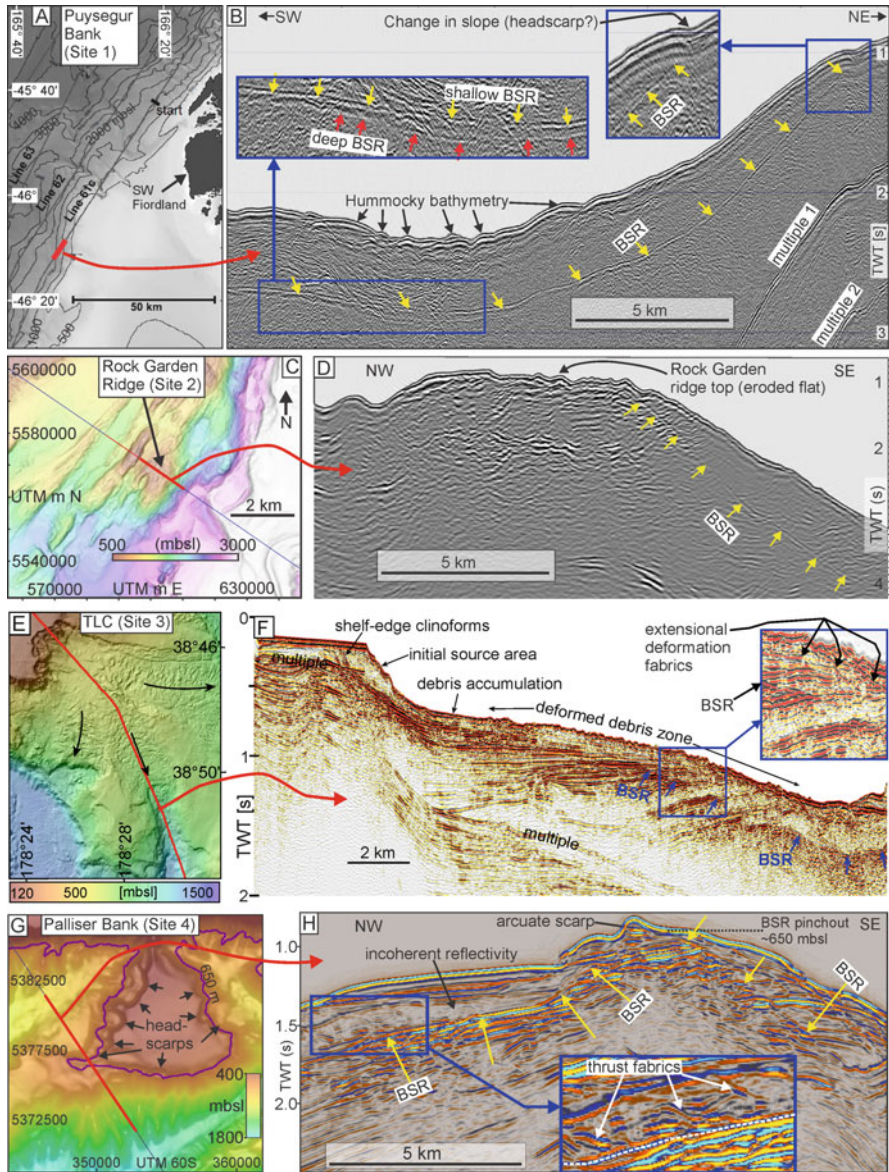 A
Puysegur
Bank
(Site 1)
165° 40'
166° 20'
-45° 40'
-46°
-46° 20'
start
3000 mbsl
Line 63
Line 62
Line 61c
SW
Fiordland
50 km
1000
500
B
SW
NE
Change in slope (headscarp?)
shallow BSR
deep BSR
BSR
Hummocky bathymetry
BSR
multiple 1
multiple 2
5 km
1
2
3
TWT [s]
C
5600000
5580000
5540000
Rock Garden
Ridge (Site 2)
N
UTM m N
2 km
500
(mbsl)
3000
UTM m E
570000
630000
D
NW
SE
Rock Garden
ridge top (eroded flat)
BSR
5 km
1
2
4
TWT (s)
E
TLC (Site 3)
38°46'
38°50'
178°24'
178°28'
120
500
[mbsl]
1500
F
0
1
2
TWT [s]
shelf-edge clinoforms
multiple
initial source area
debris accumulation
deformed debris zone
extensional
deformation
fabrics
BSR
BSR
BSR
multiple
2 km
G
Palliser Bank (Site 4)
5382500
5377500
5372500
650 m
head-
scarps
400
mbsl
1800
350000
UTM 60S
360000
H
NW
SE
arcuate scarp
BSR pinchout
~650 mbsl
incoherent reflectivity
BSR
BSR
BSR
thrust fabrics
1.0
1.5
2.0
TWT (s)
5 km